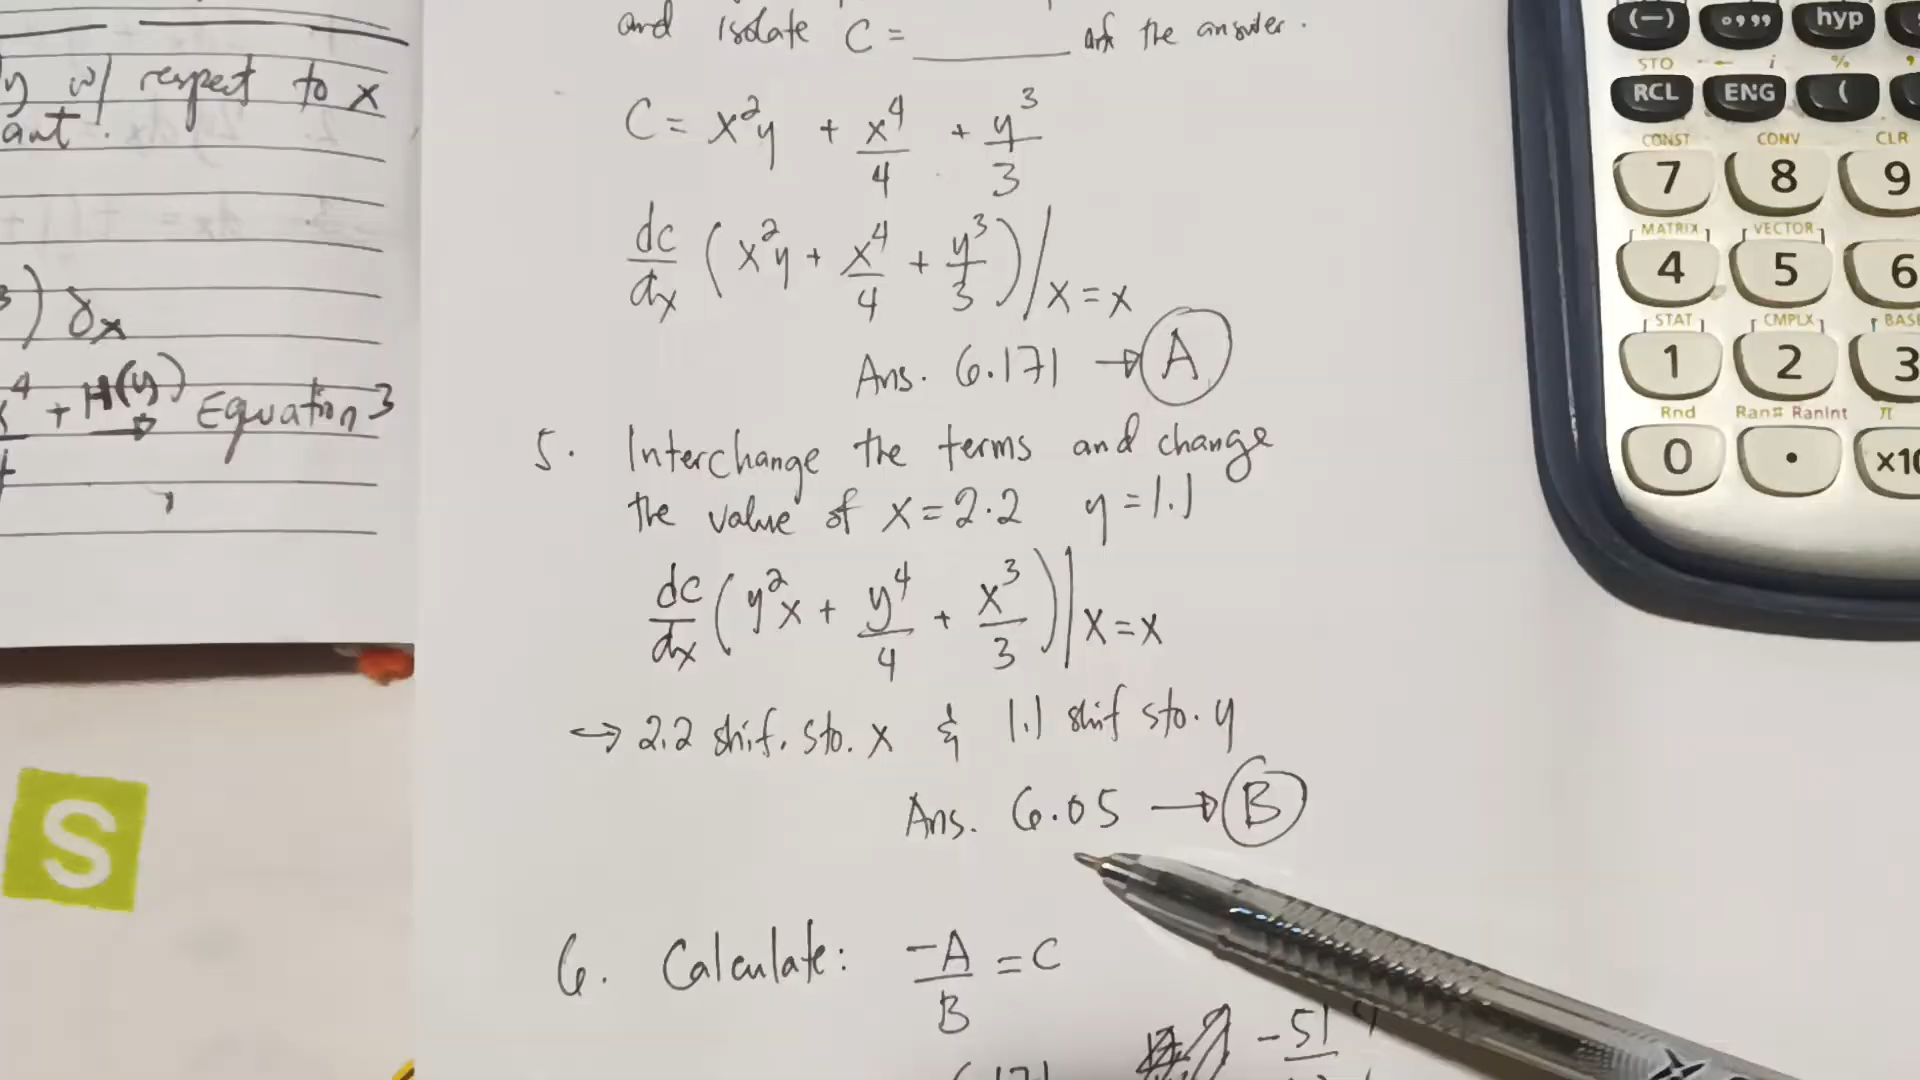 y w/ respect to x
ant.
) ∂x
4 + H(y) → Equation 3
and isolate C = ________ the answer.
C = x²y + x⁴/4 + y³/3
dc/dx (x²y + x⁴/4 + y³/3) | x = x
Ans. 6.171 → A
5. Interchange the terms and change
the value of x = 2.2 y = 1.1
dc/dx (y²x + y⁴/4 + x³/3) | x = x
↔ 2.2 shif. sto. x & 1.1 shif sto. y
Ans. 6.05 → B
6. Calculate: -A/B = C
-51
S
(-) °,,, hyp
STO ← i %
RCL ENG (
CONST CONV CLR
7 8 9
MATRIX VECTOR
4 5 6
STAT CMPLX BASE
1 2 3
Rnd Ran# RanInt π
0 . x10